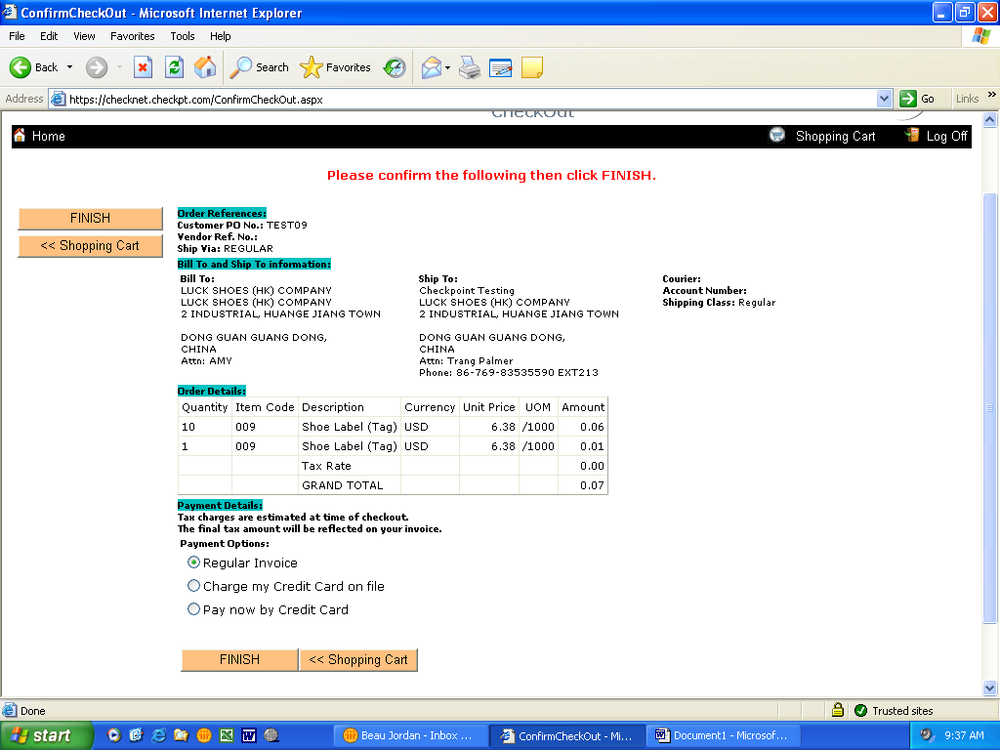 ConfirmCheckOut - Microsoft Internet Explorer
File Edit View Favorites Tools Help
Back Search Favorites
Address https://checknet.checkpt.com/ConfirmCheckOut.aspx Go Links »
CheckOut
Home Shopping Cart Log Off
Please confirm the following then click FINISH.
FINISH
<< Shopping Cart
Order References:
Customer PO No.: TEST09
Vendor Ref. No.:
Ship Via: REGULAR
Bill To and Ship To information:
Bill To:
LUCK SHOES (HK) COMPANY
LUCK SHOES (HK) COMPANY
2 INDUSTRIAL, HUANGE JIANG TOWN
DONG GUAN GUANG DONG,
CHINA
Attn: AMY
Ship To:
Checkpoint Testing
LUCK SHOES (HK) COMPANY
2 INDUSTRIAL, HUANGE JIANG TOWN
DONG GUAN GUANG DONG,
CHINA
Attn: Trang Palmer
Phone: 86-769-83535590 EXT213
Courier:
Account Number:
Shipping Class: Regular
Order Details:
Quantity Item Code Description Currency Unit Price UOM Amount
10 009 Shoe Label (Tag) USD 6.38 /1000 0.06
1 009 Shoe Label (Tag) USD 6.38 /1000 0.01
Tax Rate 0.00
GRAND TOTAL 0.07
Payment Details:
Tax charges are estimated at time of checkout.
The final tax amount will be reflected on your invoice.
Payment Options:
Regular Invoice
Charge my Credit Card on file
Pay now by Credit Card
FINISH << Shopping Cart
Done Trusted sites
start Beau Jordan - Inbox ... ConfirmCheckOut - Mi... Document1 - Microsof... 9:37 AM